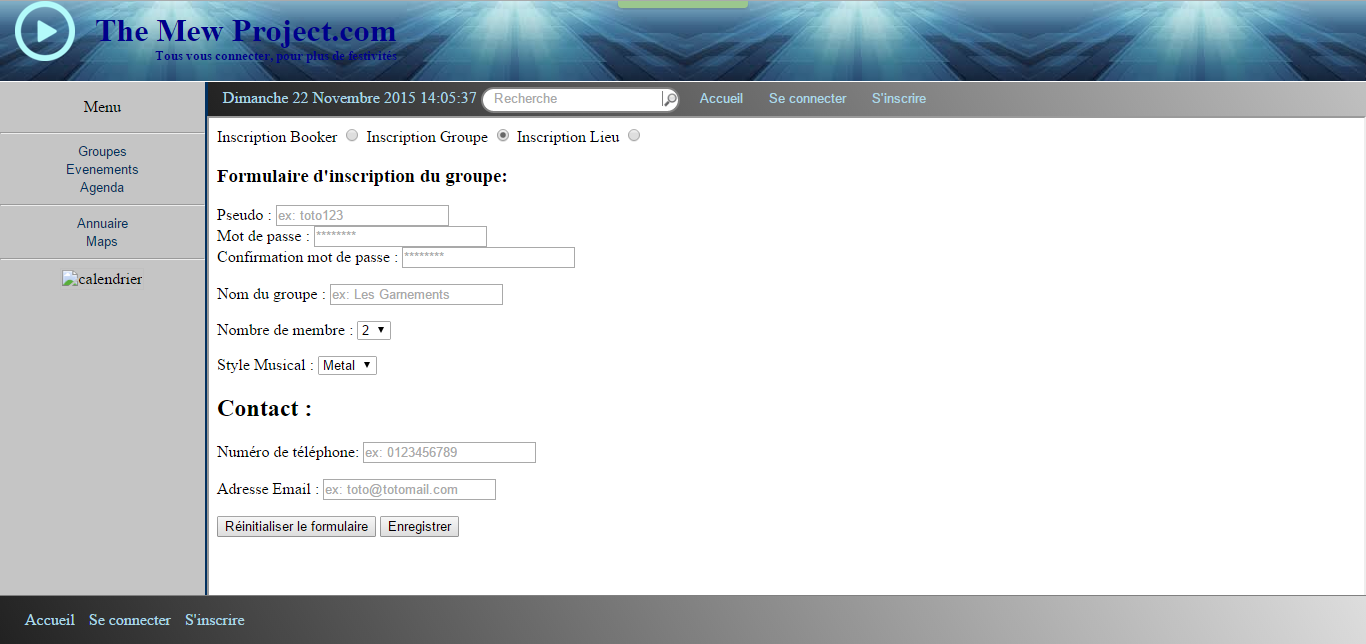 The Mew Project.com
Tous vous connecter, pour plus de festivités
Menu
Groupes
Evenements
Agenda
Annuaire
Maps
calendrier
Dimanche 22 Novembre 2015 14:05:37 Recherche Accueil Se connecter S'inscrire
Inscription Booker Inscription Groupe Inscription Lieu
Formulaire d'inscription du groupe:
Pseudo : ex: toto123
Mot de passe : ********
Confirmation mot de passe : ********
Nom du groupe : ex: Les Garnements
Nombre de membre : 2
Style Musical : Metal
Contact :
Numéro de téléphone: ex: 0123456789
Adresse Email : ex: toto@totomail.com
Réinitialiser le formulaire Enregistrer
Accueil Se connecter S'inscrire